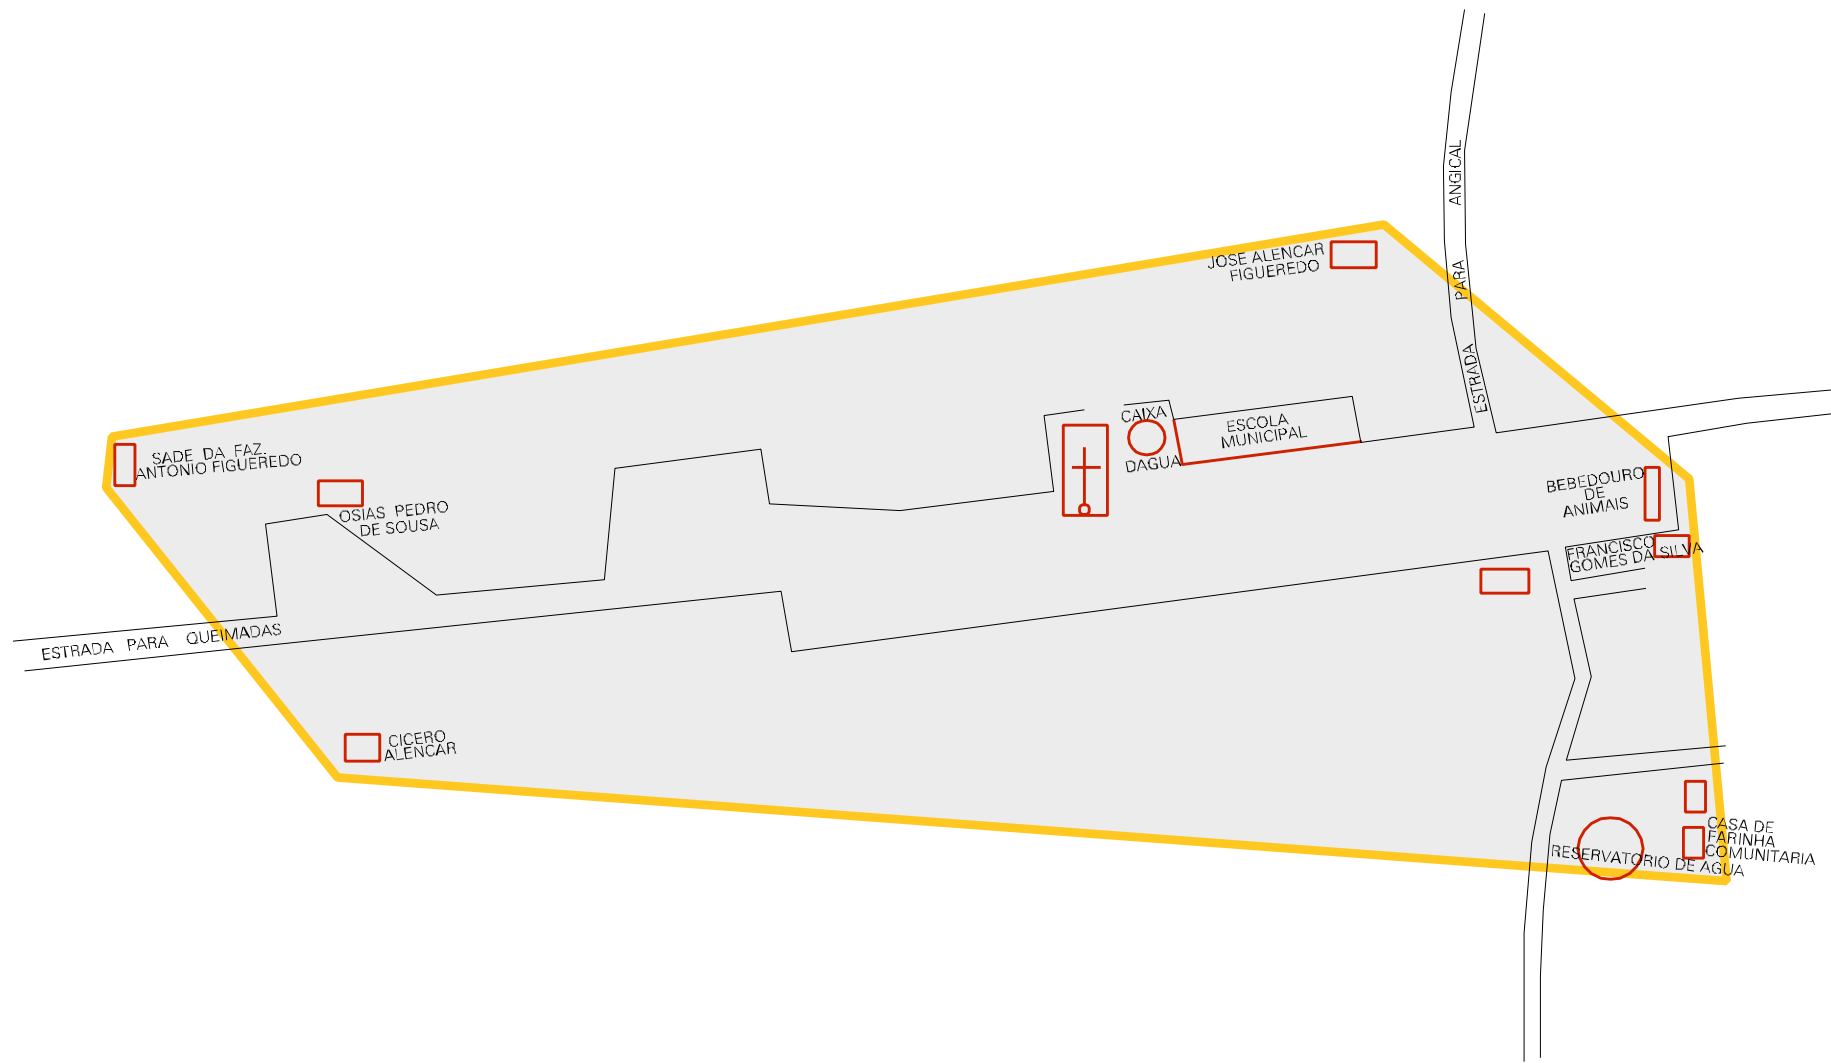 ESTRADA PARA ANGICAL
JOSE ALENCAR
FIGUEREDO
CAIXA
DAGUA
ESCOLA
MUNICIPAL
SADE DA FAZ.
ANTONIO FIGUEREDO
OSIAS PEDRO
DE SOUSA
BEBEDOURO
DE
ANIMAIS
FRANCISCO
GOMES DA SILVA
ESTRADA PARA QUEIMADAS
CICERO
ALENCAR
CASA DE
FARINHA
COMUNITARIA
RESERVATORIO DE AGUA